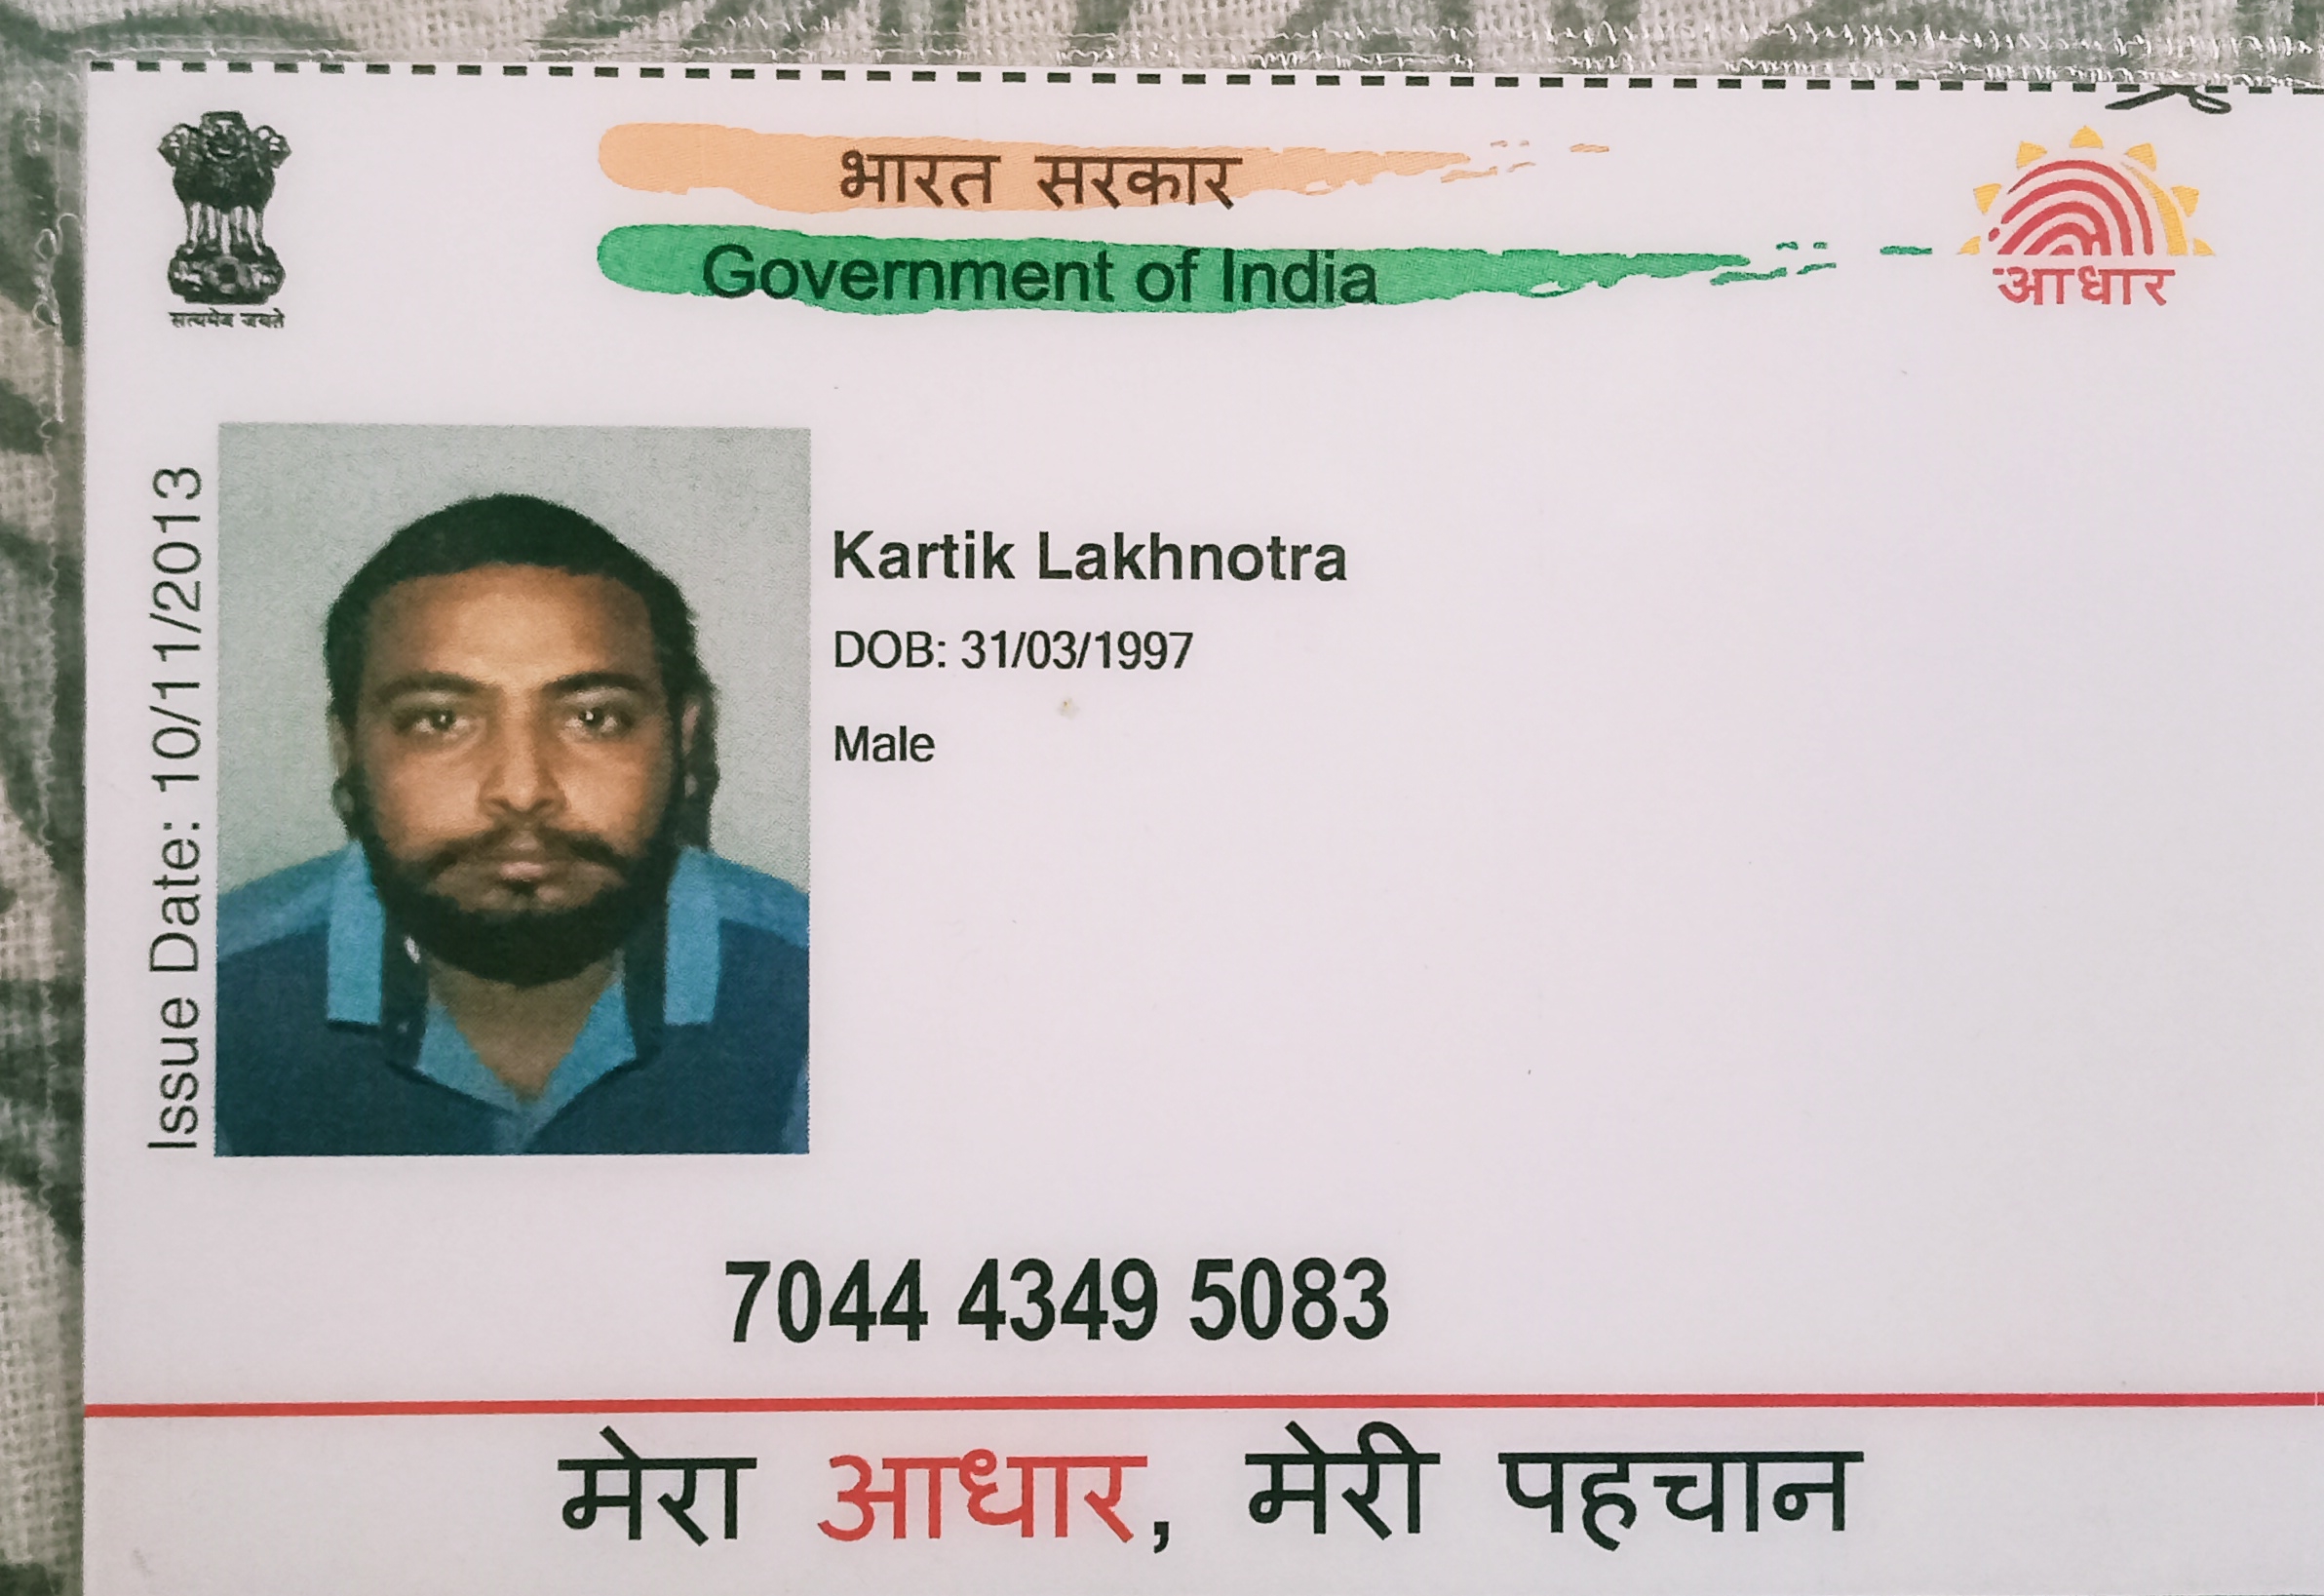 भारत सरकार
Government of India
सत्यमेव जयते
आधार
Issue Date: 10/11/2013
Kartik Lakhnotra
DOB: 31/03/1997
Male
7044 4349 5083
मेरा आधार, मेरी पहचान